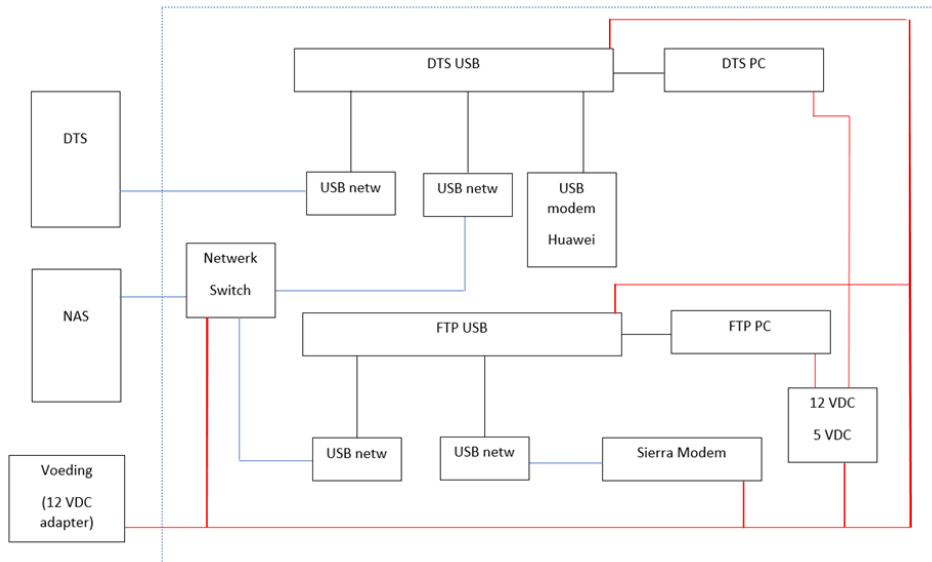 DTS USB
DTS PC
DTS
USB netw
USB netw
USB
modem
Huawei
Netwerk
Switch
NAS
FTP USB
FTP PC
12 VDC
5 VDC
USB netw
USB netw
Sierra Modem
Voeding
(12 VDC
adapter)